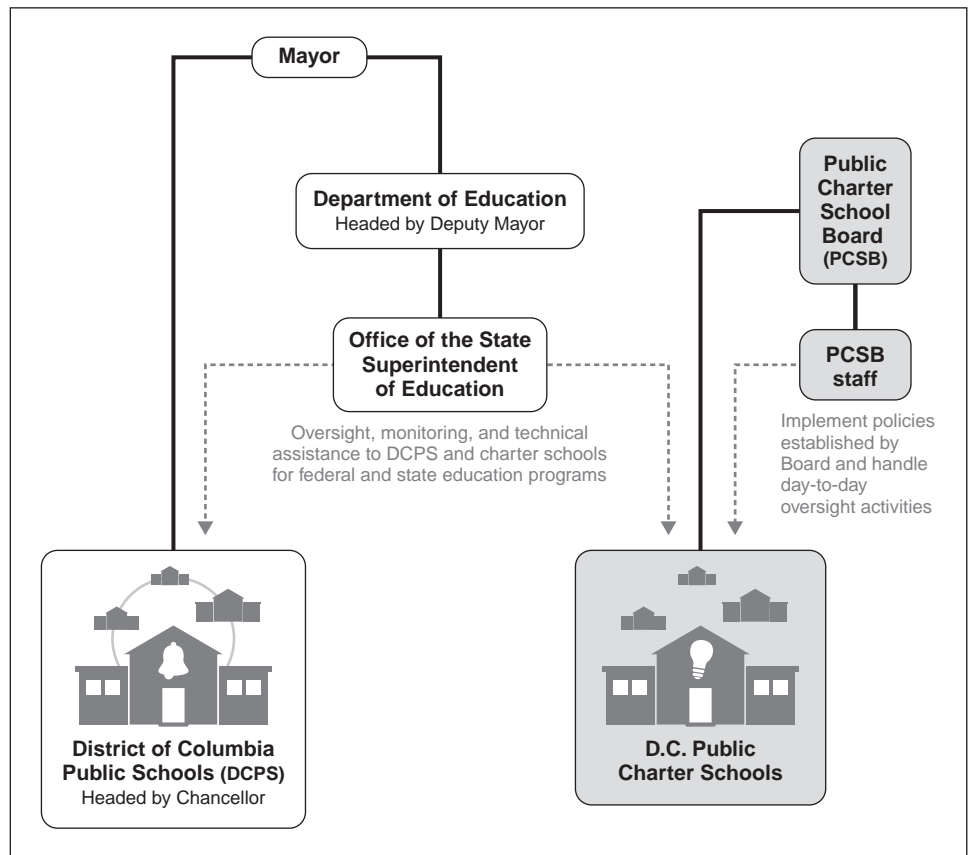 Mayor
Department of Education
Headed by Deputy Mayor
Public
Charter
School
Board
(PCSB)
Office of the State
Superintendent
of Education
PCSB
staff
Oversight, monitoring, and technical
assistance to DCPS and charter schools
for federal and state education programs
Implement policies
established by
Board and handle
day-to-day
oversight activities
District of Columbia
Public Schools (DCPS)
Headed by Chancellor
D.C. Public
Charter Schools